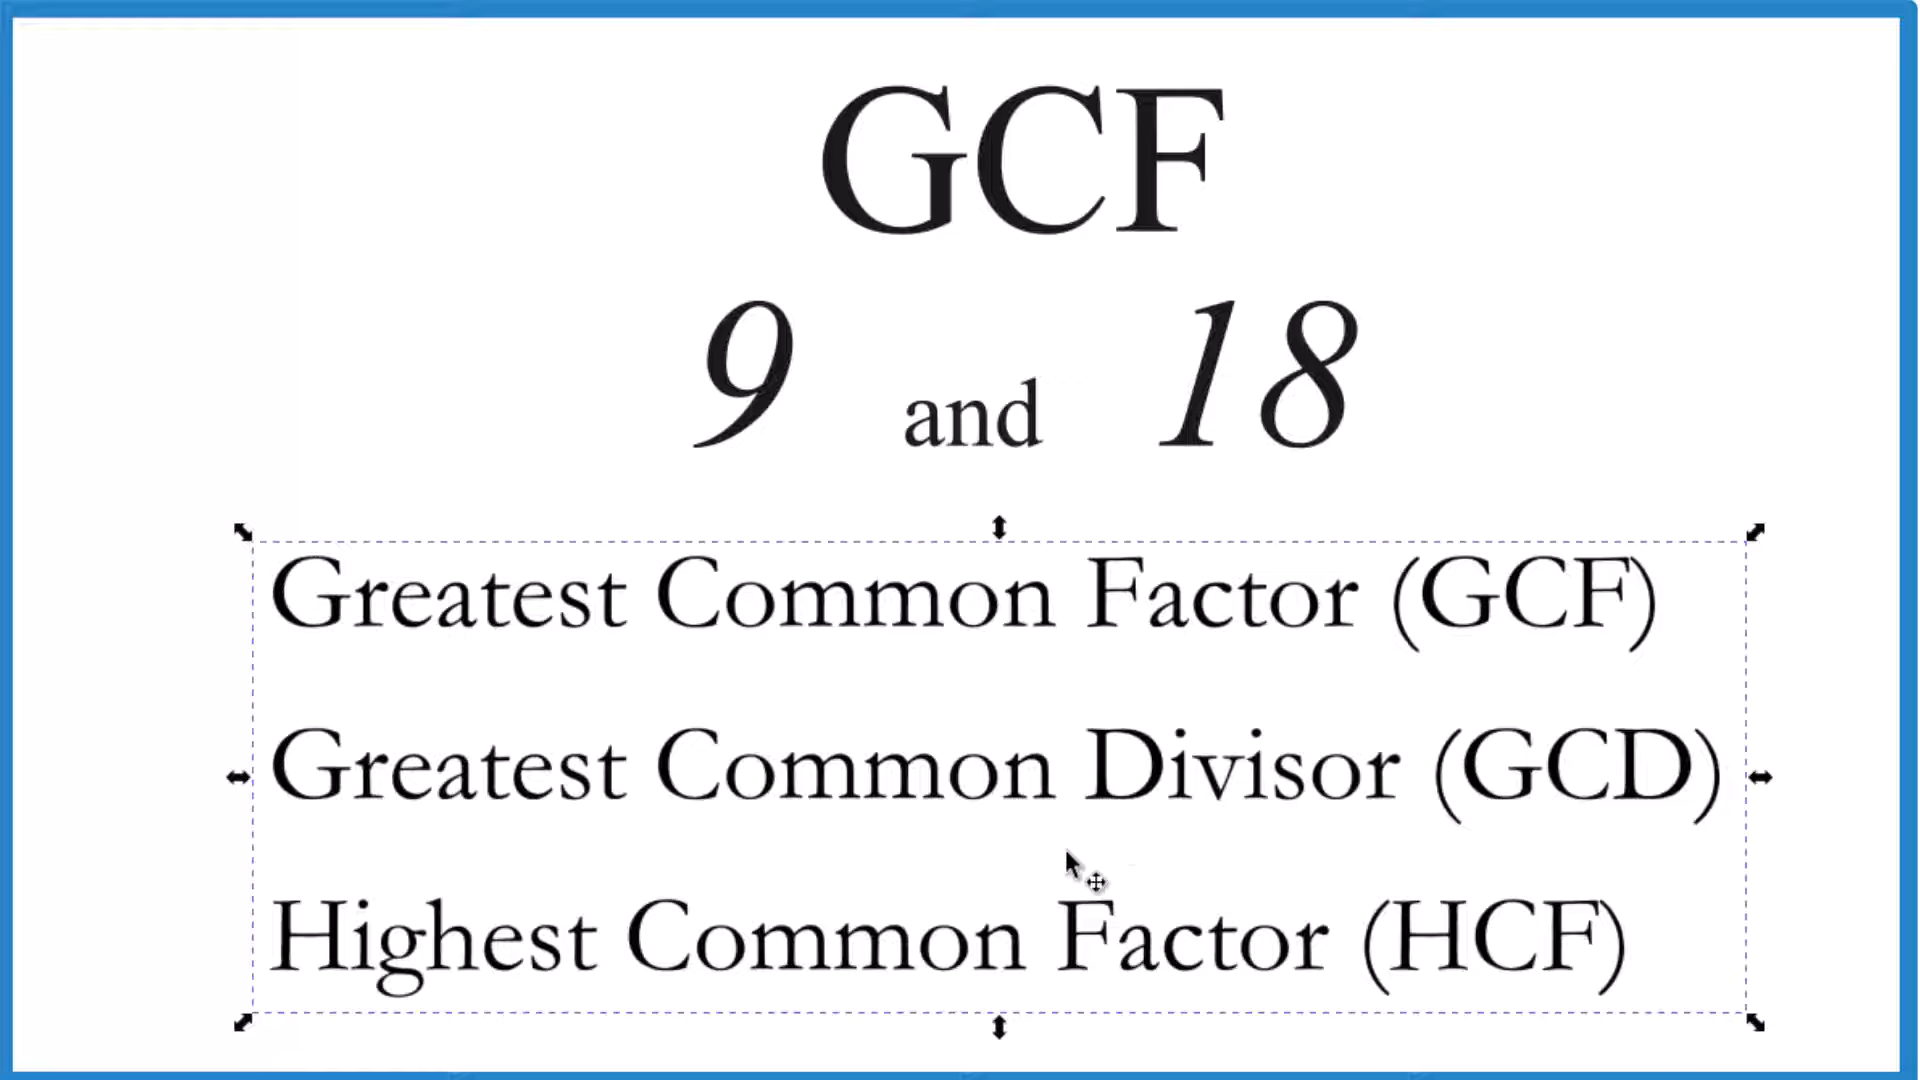 GCF
9 and 18
Greatest Common Factor (GCF)
Greatest Common Divisor (GCD)
Highest Common Factor (HCF)